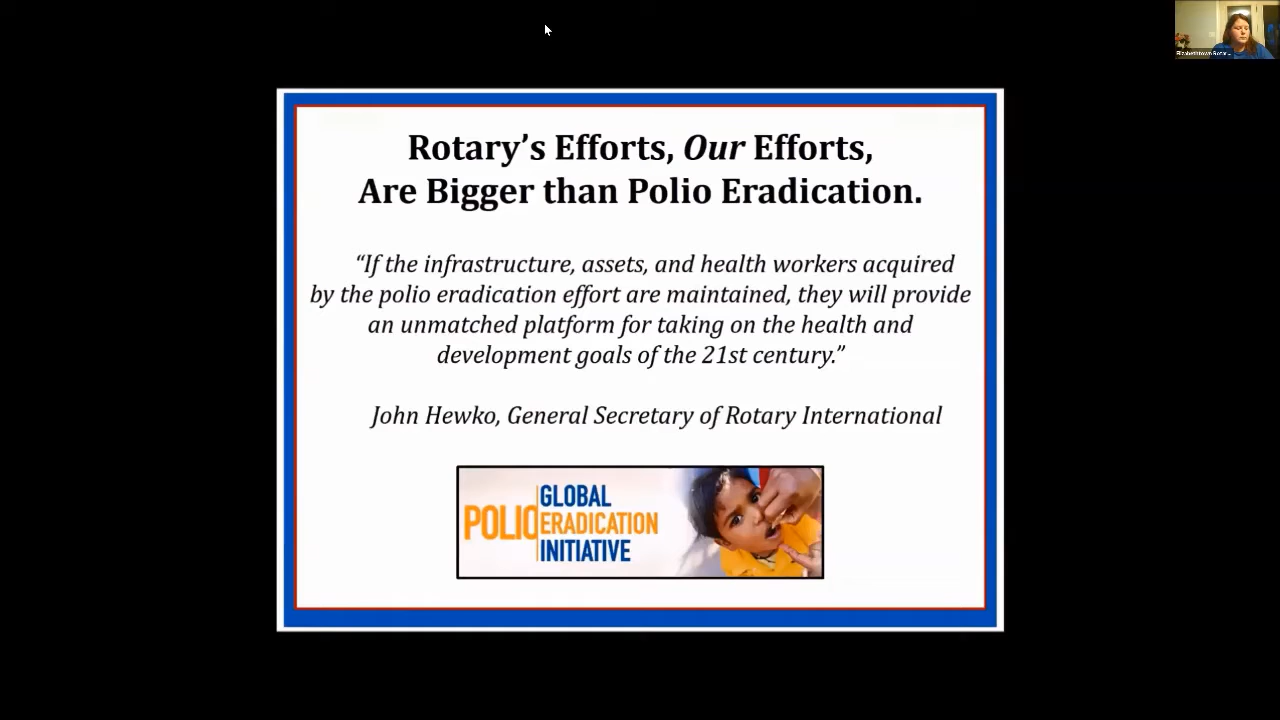 Rotary’s Efforts, Our Efforts,
Are Bigger than Polio Eradication.
“If the infrastructure, assets, and health workers acquired
by the polio eradication effort are maintained, they will provide
an unmatched platform for taking on the health and
development goals of the 21st century.”
John Hewko, General Secretary of Rotary International
POLIO
GLOBAL
ERADICATION
INITIATIVE
Elizabethtown Rotar...